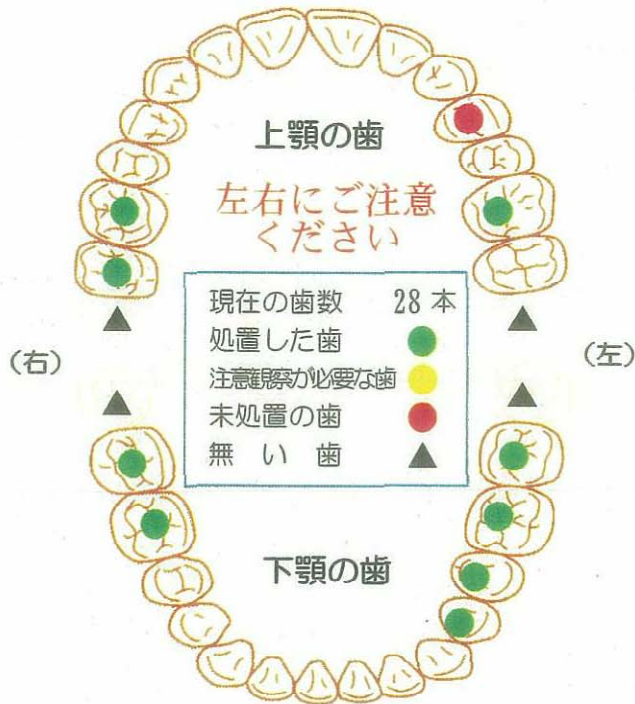 上顎の歯
左右にご注意
ください
現在の歯数 28 本
処置した歯
注意観察が必要な歯
未処置の歯
無い歯
(右)
(左)
下顎の歯